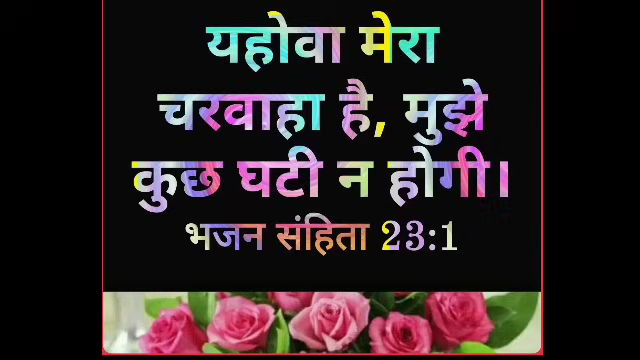 यहोवा मेरा
चरवाहा है, मुझे
कुछ घटी न होगी।
भजन संहिता 23:1